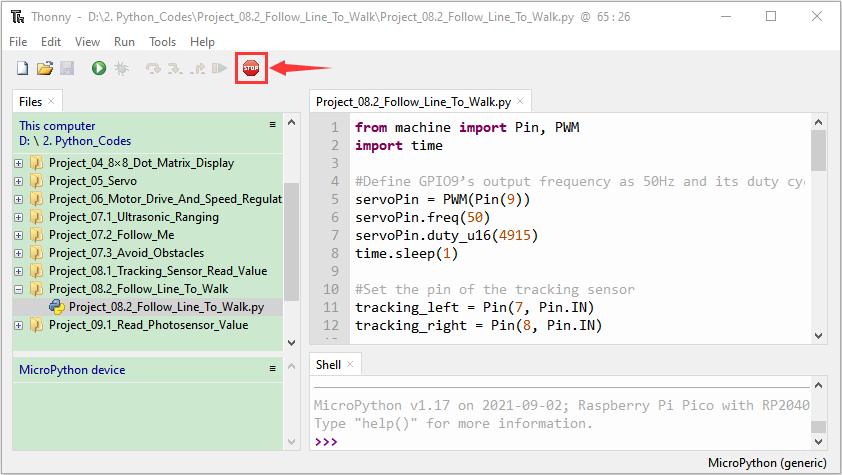 Thonny - D:\2. Python_Codes\Project_08.2_Follow_Line_To_Walk\Project_08.2_Follow_Line_To_Walk.py @ 65 : 26
File Edit View Run Tools Help
STOP
Files
This computer
D: \ 2. Python_Codes
Project_04_8×8_Dot_Matrix_Display
Project_05_Servo
Project_06_Motor_Drive_And_Speed_Regulat
Project_07.1_Ultrasonic_Ranging
Project_07.2_Follow_Me
Project_07.3_Avoid_Obstacles
Project_08.1_Tracking_Sensor_Read_Value
Project_08.2_Follow_Line_To_Walk
Project_08.2_Follow_Line_To_Walk.py
Project_09.1_Read_Photosensor_Value
MicroPython device
Project_08.2_Follow_Line_To_Walk.py
1 from machine import Pin, PWM
2 import time
3
4 #Define GPIO9’s output frequency as 50Hz and its duty cyc
5 servoPin = PWM(Pin(9))
6 servoPin.freq(50)
7 servoPin.duty_u16(4915)
8 time.sleep(1)
9
10 #Set the pin of the tracking sensor
11 tracking_left = Pin(7, Pin.IN)
12 tracking_right = Pin(8, Pin.IN)
Shell
MicroPython v1.17 on 2021-09-02; Raspberry Pi Pico with RP2040
Type "help()" for more information.
>>>
MicroPython (generic)